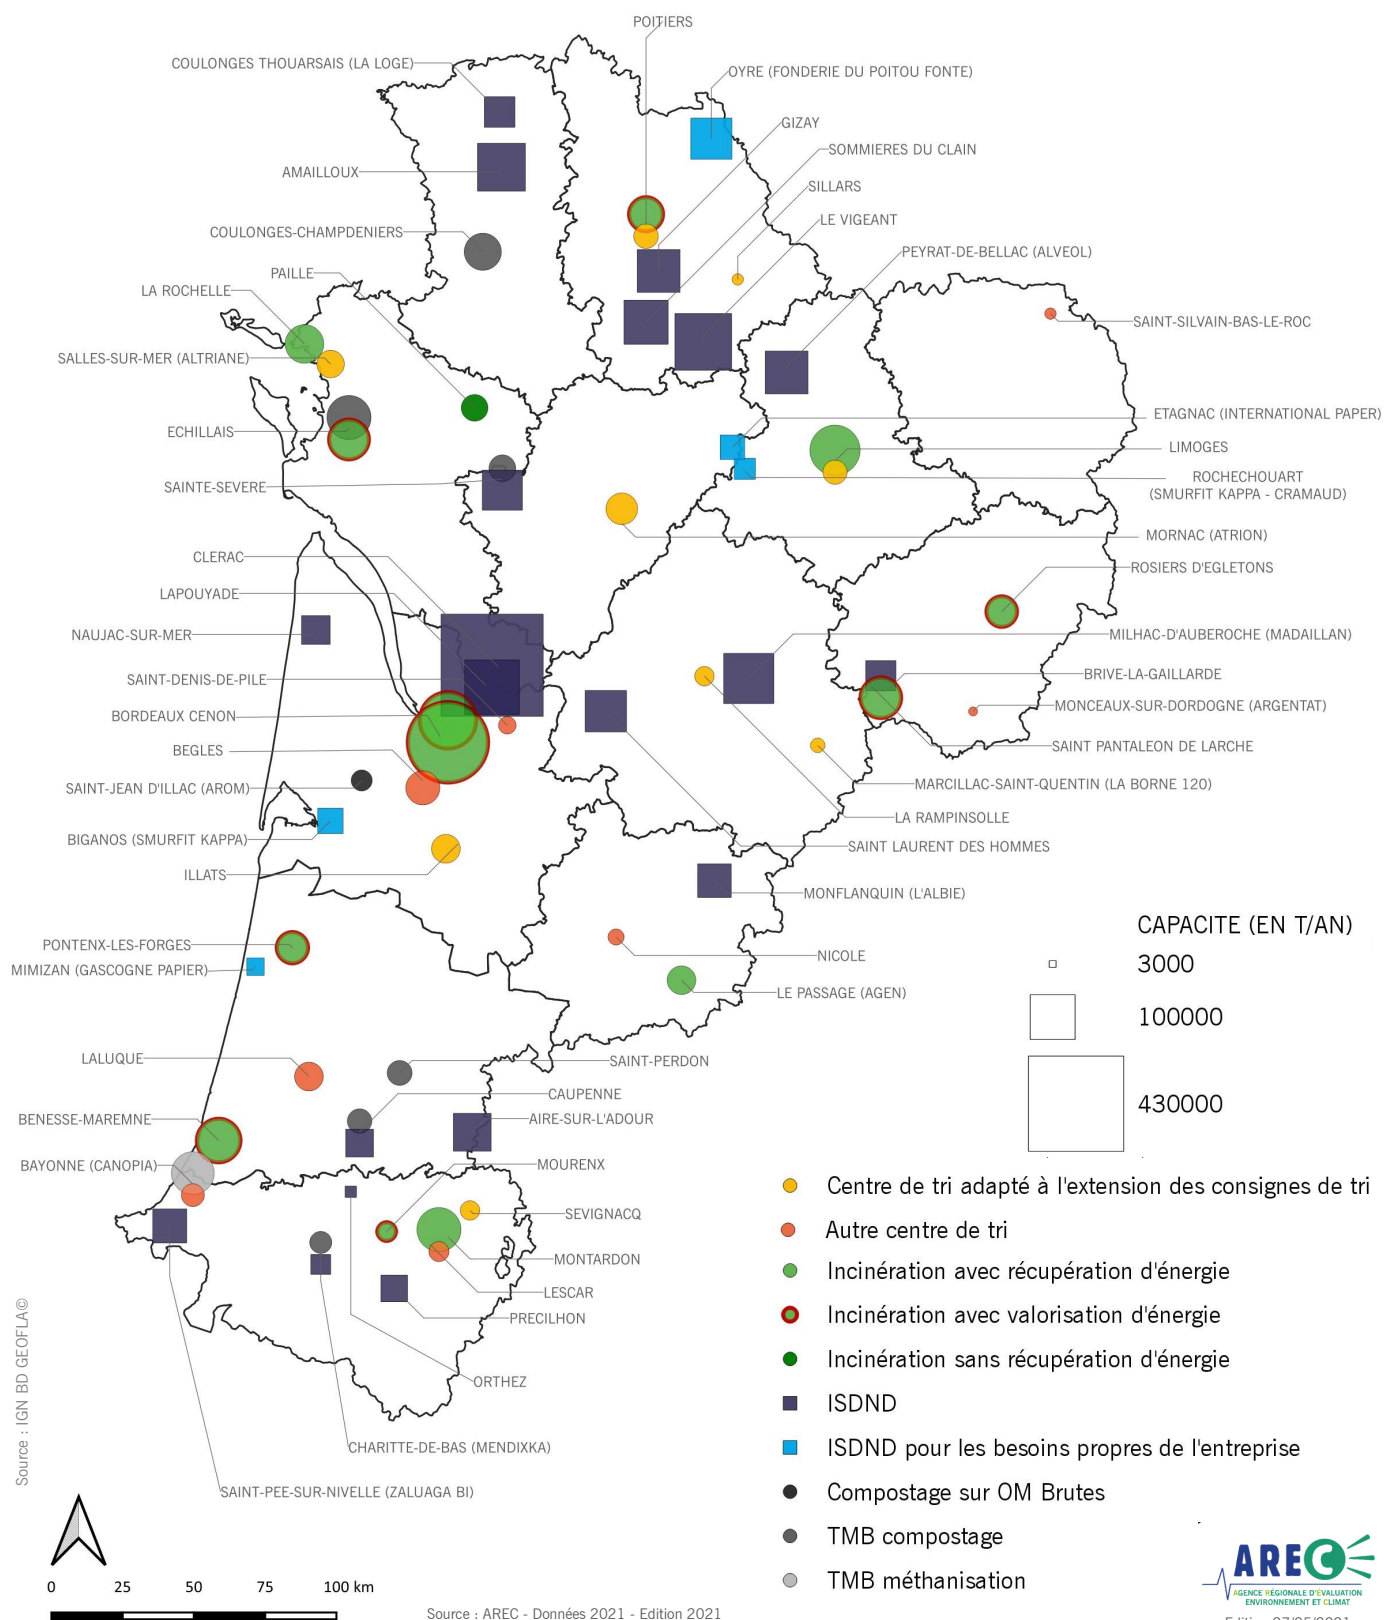 POITIERS
COULONGES THOUARSAIS (LA LOGE)
OYRE (FONDERIE DU POITOU FONTE)
GIZAY
SOMMIERES DU CLAIN
AMAILLOUX
SILLARS
LE VIGEANT
COULONGES-CHAMPDENIERS
PEYRAT-DE-BELLAC (ALVEOL)
PAILLE
LA ROCHELLE
SAINT-SILVAIN-BAS-LE-ROC
SALLES-SUR-MER (ALTRIANE)
ETAGNAC (INTERNATIONAL PAPER)
ECHILLAIS
LIMOGES
ROCHECHOUART
(SMURFIT KAPPA - CRAMAUD)
SAINTE-SEVERE
MORNAC (ATRION)
CLERAC
ROSIERS D'EGLETONS
LAPOUYADE
NAUJAC-SUR-MER
MILHAC-D'AUBEROCHE (MADAILLAN)
BRIVE-LA-GAILLARDE
SAINT-DENIS-DE-PILE
MONCEAUX-SUR-DORDOGNE (ARGENTAT)
BORDEAUX CENON
SAINT PANTALEON DE LARCHE
BEGLES
MARCILLAC-SAINT-QUENTIN (LA BORNE 120)
SAINT-JEAN D'ILLAC (AROM)
LA RAMPINSOLLE
BIGANOS (SMURFIT KAPPA)
SAINT LAURENT DES HOMMES
ILLATS
MONFLANQUIN (L'ALBIE)
PONTENX-LES-FORGES
NICOLE
MIMIZAN (GASCOGNE PAPIER)
LE PASSAGE (AGEN)
CAPACITE (EN T/AN)
3000
100000
430000
LALUQUE
SAINT-PERDON
CAUPENNE
BENESSE-MAREMNE
AIRE-SUR-L'ADOUR
BAYONNE (CANOPIA)
MOURENX
SEVIGNACQ
MONTARDON
LESCAR
PRECILHON
ORTHEZ
CHARITTE-DE-BAS (MENDIXKA)
SAINT-PEE-SUR-NIVELLE (ZALUAGA BI)
Centre de tri adapté à l'extension des consignes de tri
Autre centre de tri
Incinération avec récupération d'énergie
Incinération avec valorisation d'énergie
Incinération sans récupération d'énergie
ISDND
ISDND pour les besoins propres de l'entreprise
Compostage sur OM Brutes
TMB compostage
TMB méthanisation
Source : IGN BD GEOFLA©
0 25 50 75 100 km
Source : AREC - Données 2021 - Edition 2021
AREC
AGENCE RÉGIONALE D'ÉVALUATION
ENVIRONNEMENT ET CLIMAT